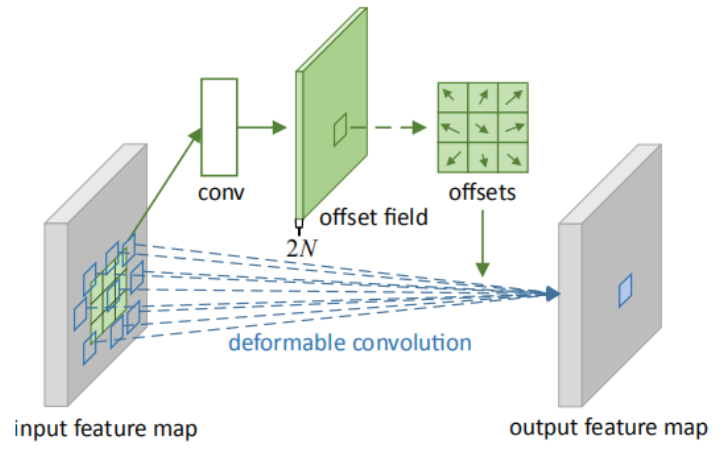 conv
offset field
offsets
2N
deformable convolution
input feature map
output feature map